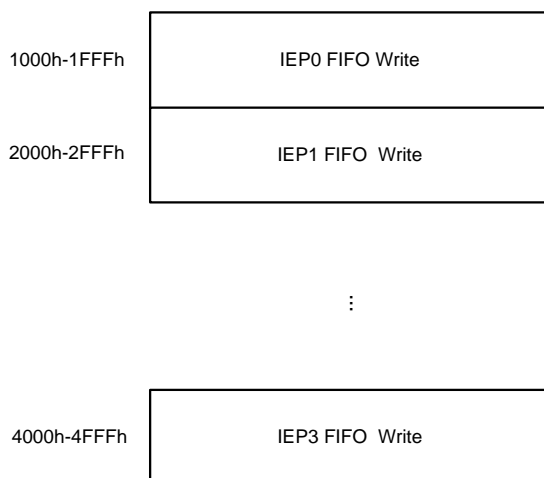 1000h-1FFFh IEP0 FIFO Write
2000h-2FFFh IEP1 FIFO Write
...
4000h-4FFFh IEP3 FIFO Write